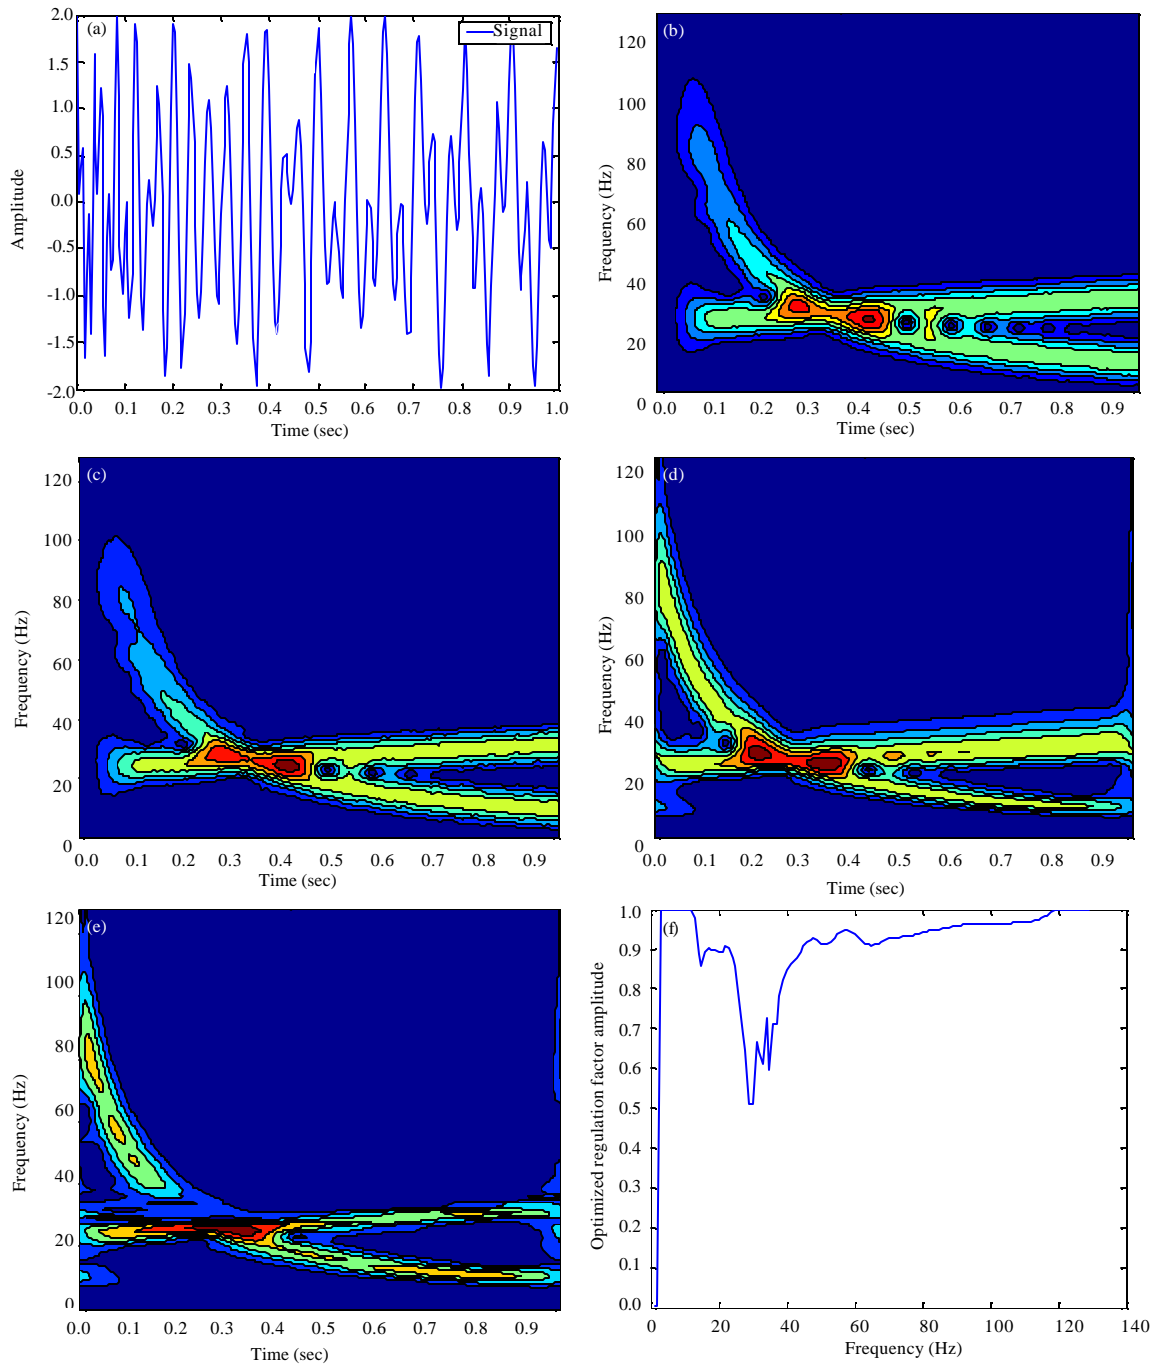 (a)
Signal
Amplitude
2.0
1.5
1.0
0.5
0.0
-0.5
-1.0
-1.5
-2.0
0.0 0.1 0.2 0.3 0.4 0.5 0.6 0.7 0.8 0.9 1.0
Time (sec)
(b)
Frequency (Hz)
120
100
80
60
40
20
0
0.0 0.1 0.2 0.3 0.4 0.5 0.6 0.7 0.8 0.9
Time (sec)
(c)
Frequency (Hz)
120
100
80
60
40
20
0
0.0 0.1 0.2 0.3 0.4 0.5 0.6 0.7 0.8 0.9
Time (sec)
(d)
Frequency (Hz)
120
100
80
60
40
20
0
0.0 0.1 0.2 0.3 0.4 0.5 0.6 0.7 0.8 0.9
Time (sec)
(e)
Frequency (Hz)
120
100
80
60
40
20
0
0.0 0.1 0.2 0.3 0.4 0.5 0.6 0.7 0.8 0.9
Time (sec)
(f)
Optimized regulation factor amplitude
1.0
0.9
0.8
0.7
0.6
0.5
0.4
0.3
0.2
0.1
0.0
0 20 40 60 80 100 120 140
Frequency (Hz)